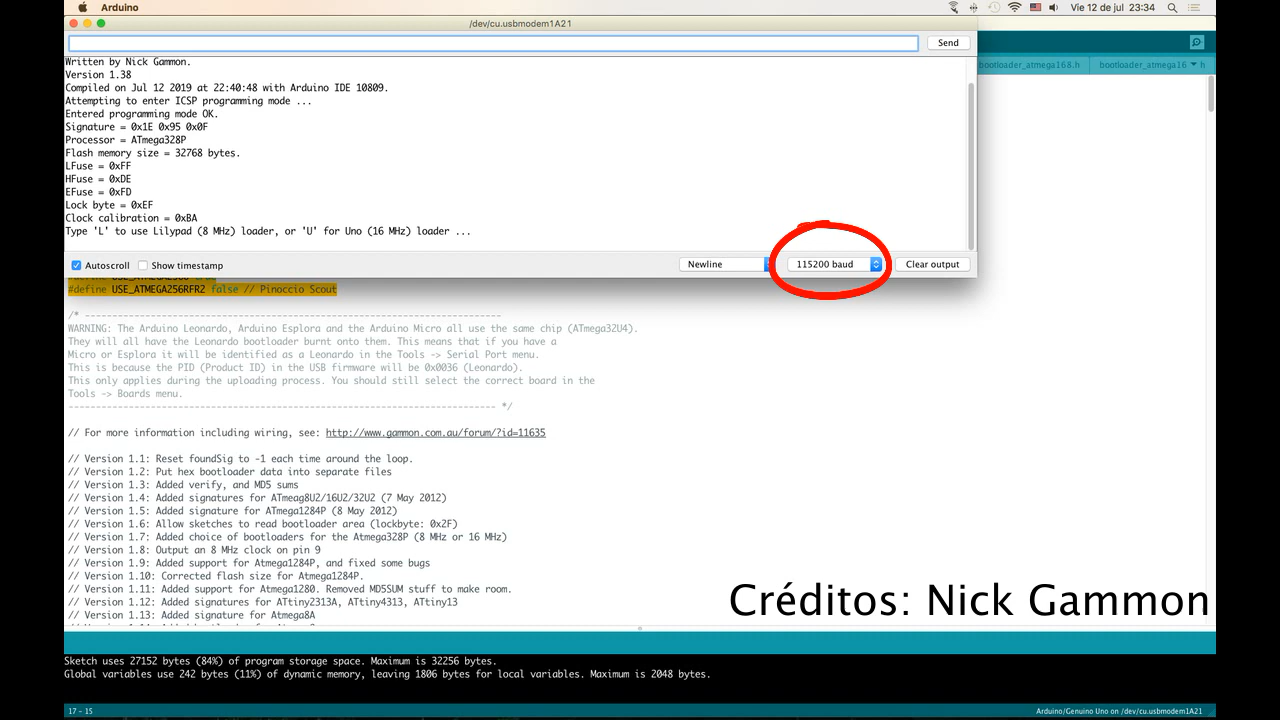 Arduino
Vie 12 de jul 23:34
/dev/cu.usbmodem1A21
Send
Written by Nick Gammon.
Version 1.38
Compiled on Jul 12 2019 at 22:40:48 with Arduino IDE 10809.
Attempting to enter ICSP programming mode ...
Entered programming mode OK.
Signature = 0x1E 0x95 0x0F
Processor = ATmega328P
Flash memory size = 32768 bytes.
LFuse = 0xFF
HFuse = 0xDE
EFuse = 0xFD
Lock byte = 0xEF
Clock calibration = 0xBA
Type 'L' to use Lilypad (8 MHz) loader, or 'U' for Uno (16 MHz) loader ...
bootloader_atmega168.h
bootloader_atmega16
h
Autoscroll
Show timestamp
Newline
115200 baud
Clear output
#define USE_ATMEGA256RFR2 false // Pinoccio Scout
/* -----------------------------------------------------------------------------
WARNING: The Arduino Leonardo, Arduino Esplora and the Arduino Micro all use the same chip (ATmega32U4).
They will all have the Leonardo bootloader burnt onto them. This means that if you have a
Micro or Esplora it will be identified as a Leonardo in the Tools -> Serial Port menu.
This is because the PID (Product ID) in the USB firmware will be 0x0036 (Leonardo).
This only applies during the uploading process. You should still select the correct board in the
Tools -> Boards menu.
------------------------------------------------------------------------------- */
// For more information including wiring, see: http://www.gammon.com.au/forum/?id=11635
// Version 1.1: Reset foundSig to -1 each time around the loop.
// Version 1.2: Put hex bootloader data into separate files
// Version 1.3: Added verify, and MD5 sums
// Version 1.4: Added signatures for ATmeag8U2/16U2/32U2 (7 May 2012)
// Version 1.5: Added signature for ATmega1284P (8 May 2012)
// Version 1.6: Allow sketches to read bootloader area (lockbyte: 0x2F)
// Version 1.7: Added choice of bootloaders for the Atmega328P (8 MHz or 16 MHz)
// Version 1.8: Output an 8 MHz clock on pin 9
// Version 1.9: Added support for Atmega1284P, and fixed some bugs
// Version 1.10: Corrected flash size for Atmega1284P.
// Version 1.11: Added support for Atmega1280. Removed MD5SUM stuff to make room.
// Version 1.12: Added signatures for ATtiny2313A, ATtiny4313, ATtiny13
// Version 1.13: Added signature for Atmega8A
Créditos: Nick Gammon
Sketch uses 27152 bytes (84%) of program storage space. Maximum is 32256 bytes.
Global variables use 242 bytes (11%) of dynamic memory, leaving 1806 bytes for local variables. Maximum is 2048 bytes.
17 - 15
Arduino/Genuino Uno on /dev/cu.usbmodem1A21